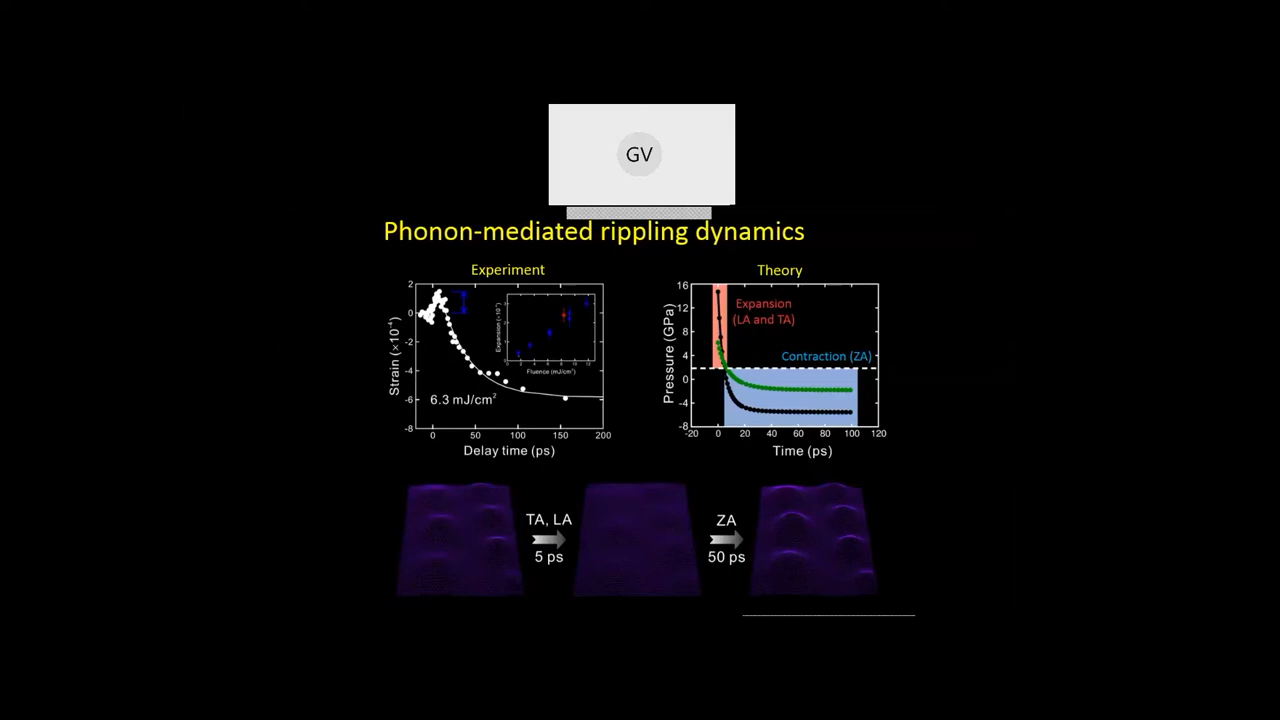 GV
Phonon-mediated rippling dynamics
Experiment
2
0
-2
-4
-6
-8
Strain (×10⁻⁴)
6.3 mJ/cm²
0 50 100 150 200
Delay time (ps)
Fluence (mJ/cm²)
Theory
16
12
8
4
0
-4
-8
Pressure (GPa)
Expansion
(LA and TA)
Contraction (ZA)
-20 0 20 40 60 80 100 120
Time (ps)
TA, LA
5 ps
ZA
50 ps